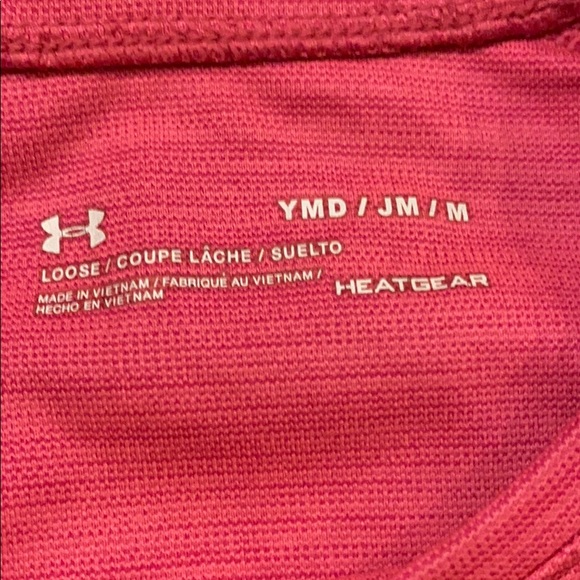 YMD / JM / M
LOOSE / COUPE LÂCHE / SUELTO
MADE IN VIETNAM / FABRIQUÉ AU VIETNAM /
HECHO EN VIETNAM
HEATGEAR